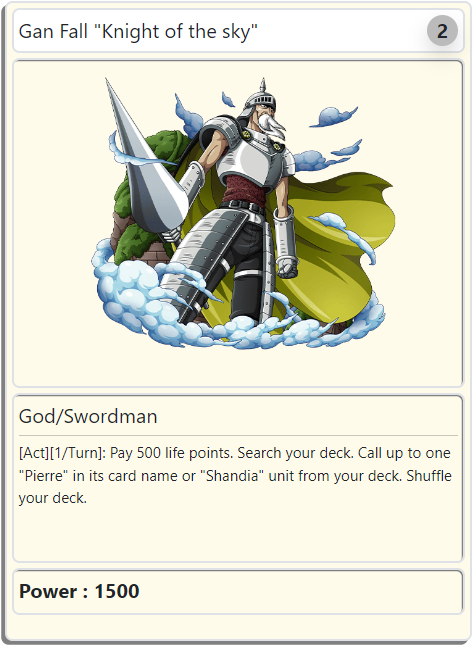 Gan Fall "Knight of the sky"
2
God/Swordman
[Act][1/Turn]: Pay 500 life points. Search your deck. Call up to one
"Pierre" in its card name or "Shandia" unit from your deck. Shuffle
your deck.
Power : 1500